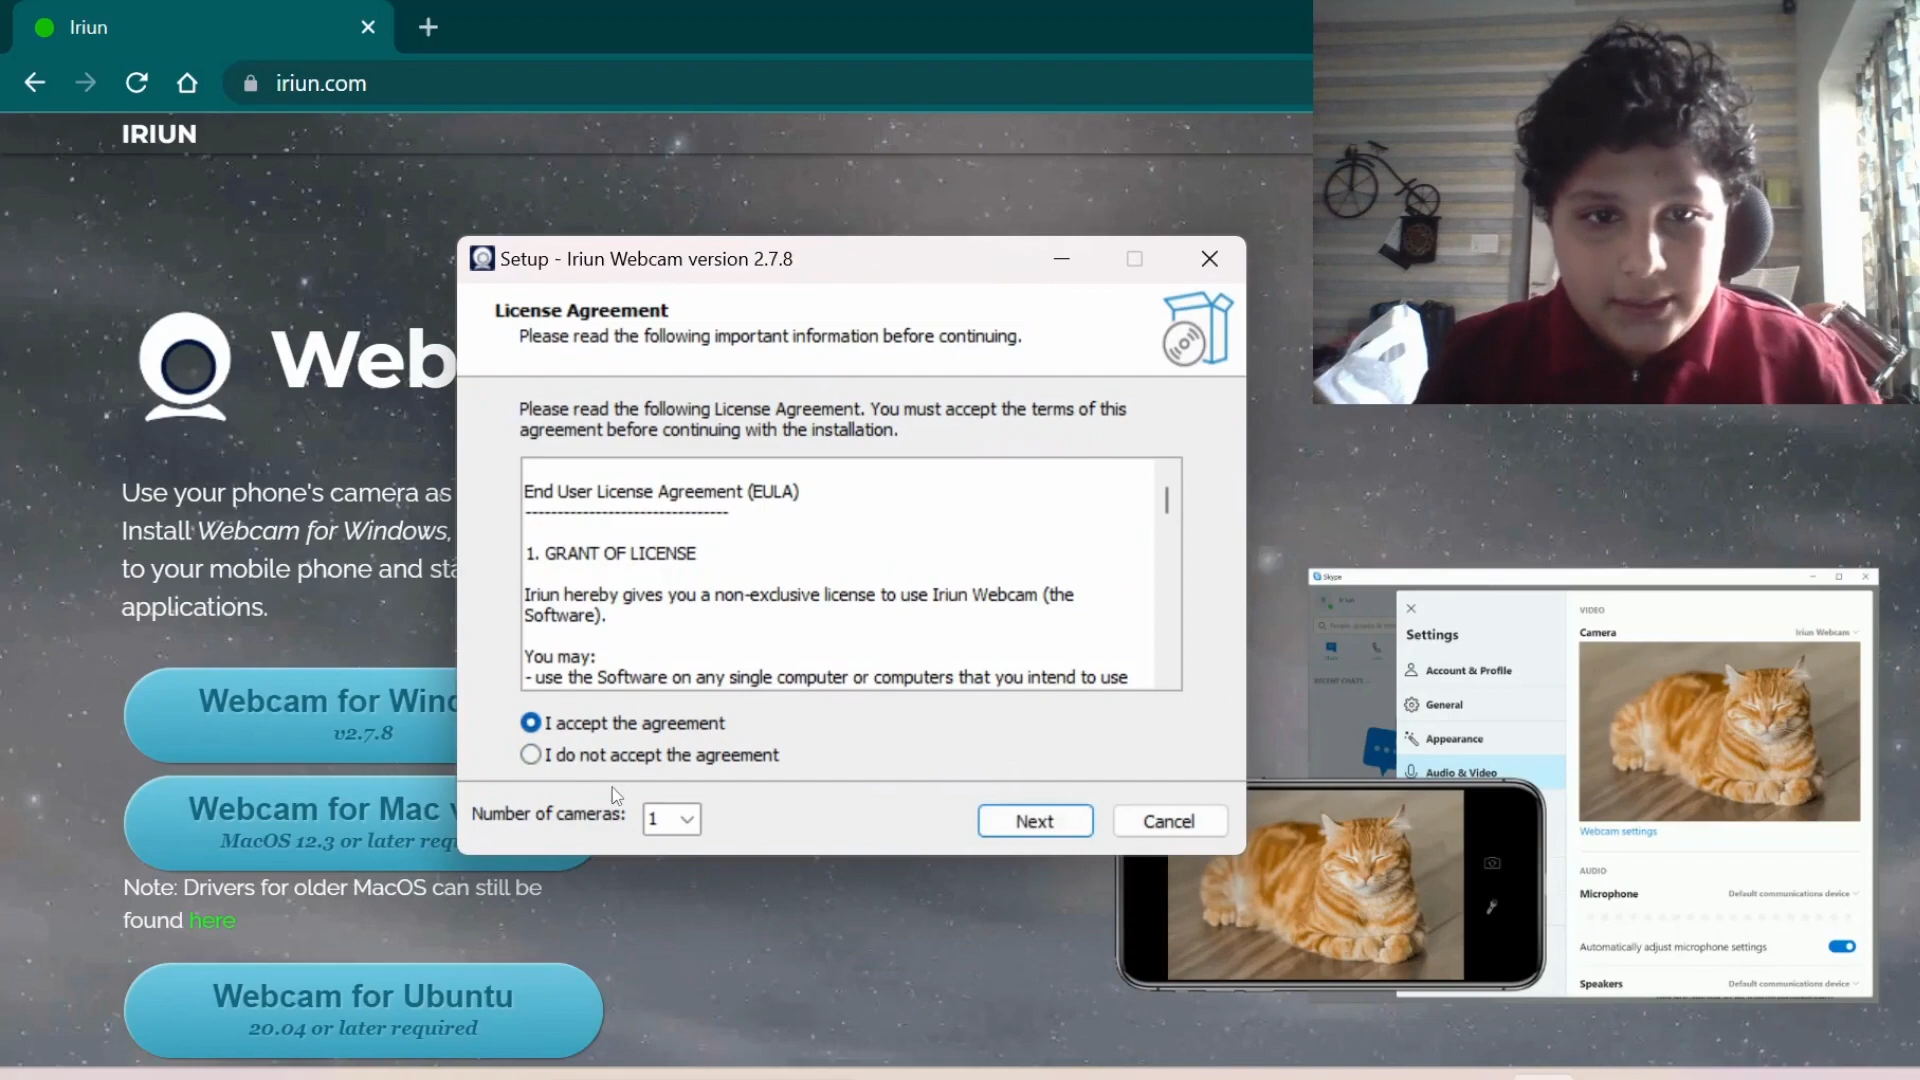 Iriun
iriun.com
IRIUN
Web
Use your phone's camera as
Install Webcam for Windows,
to your mobile phone and sta
applications.
Webcam for Wind
v2.7.8
Webcam for Mac v
MacOS 12.3 or later req
Note: Drivers for older MacOS can still be
found here
Webcam for Ubuntu
20.04 or later required
Setup - Iriun Webcam version 2.7.8
License Agreement
Please read the following important information before continuing.
Please read the following License Agreement. You must accept the terms of this
agreement before continuing with the installation.
End User License Agreement (EULA)
-------------------------------
1. GRANT OF LICENSE
Iriun hereby gives you a non-exclusive license to use Iriun Webcam (the
Software).
You may:
- use the Software on any single computer or computers that you intend to use
I accept the agreement
I do not accept the agreement
Number of cameras: 1
Next
Cancel
Skype
RECENT CHATS
Settings
Account & Profile
General
Appearance
Audio & Video
VIDEO
Camera
Iriun Webcam
Webcam settings
AUDIO
Microphone
Default communications device
Automatically adjust microphone settings
Speakers
Default communications device